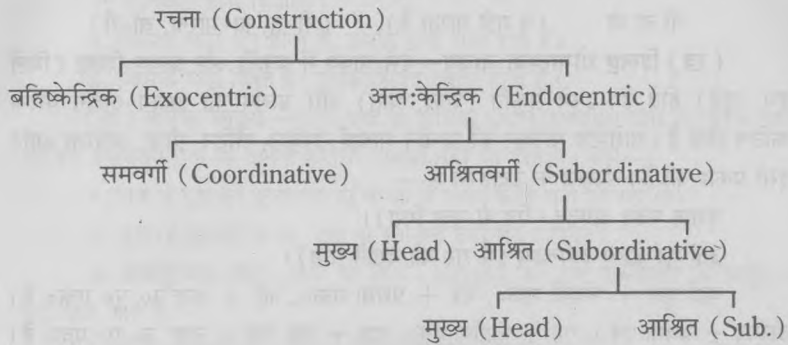 रचना (Construction)
बहिष्केन्द्रिक (Exocentric) अन्तःकेन्द्रिक (Endocentric)
समवर्गी (Coordinative) आश्रितवर्गी (Subordinative)
मुख्य (Head) आश्रित (Subordinative)
मुख्य (Head) आश्रित (Sub.)